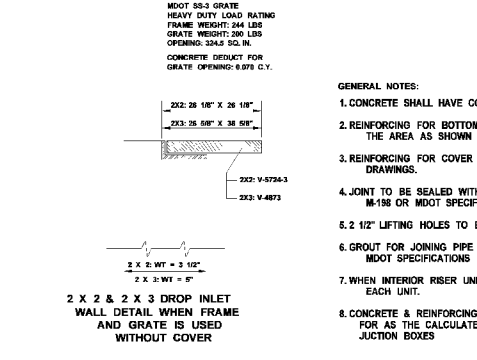 MDOT SS-3 GRATE
HEAVY DUTY LOAD RATING
FRAME WEIGHT: 244 LBS
GRATE WEIGHT: 200 LBS
OPENING: 324.5 SQ. IN.
CONCRETE DEDUCT FOR
GRATE OPENING: 0.070 C.Y.
2X2: 26 1/8" X 26 1/8"
2X3: 26 5/8" X 38 5/8"
2X2: V-5724-3
2X3: V-4873
2 X 2: WT = 3 1/2"
2 X 3: WT = 5"
2 X 2 & 2 X 3 DROP INLET
WALL DETAIL WHEN FRAME
AND GRATE IS USED
WITHOUT COVER
GENERAL NOTES:
1. CONCRETE SHALL HAVE CO
2. REINFORCING FOR BOTTOM
THE AREA AS SHOWN
3. REINFORCING FOR COVER
DRAWINGS.
4. JOINT TO BE SEALED WITH
M-198 OR MDOT SPECIF
5. 2 1/2" LIFTING HOLES TO B
6. GROUT FOR JOINING PIPE
MDOT SPECIFICATIONS
7. WHEN INTERIOR RISER UNI
EACH UNIT.
8. CONCRETE & REINFORCING
FOR AS THE CALCULATE
JUCTION BOXES